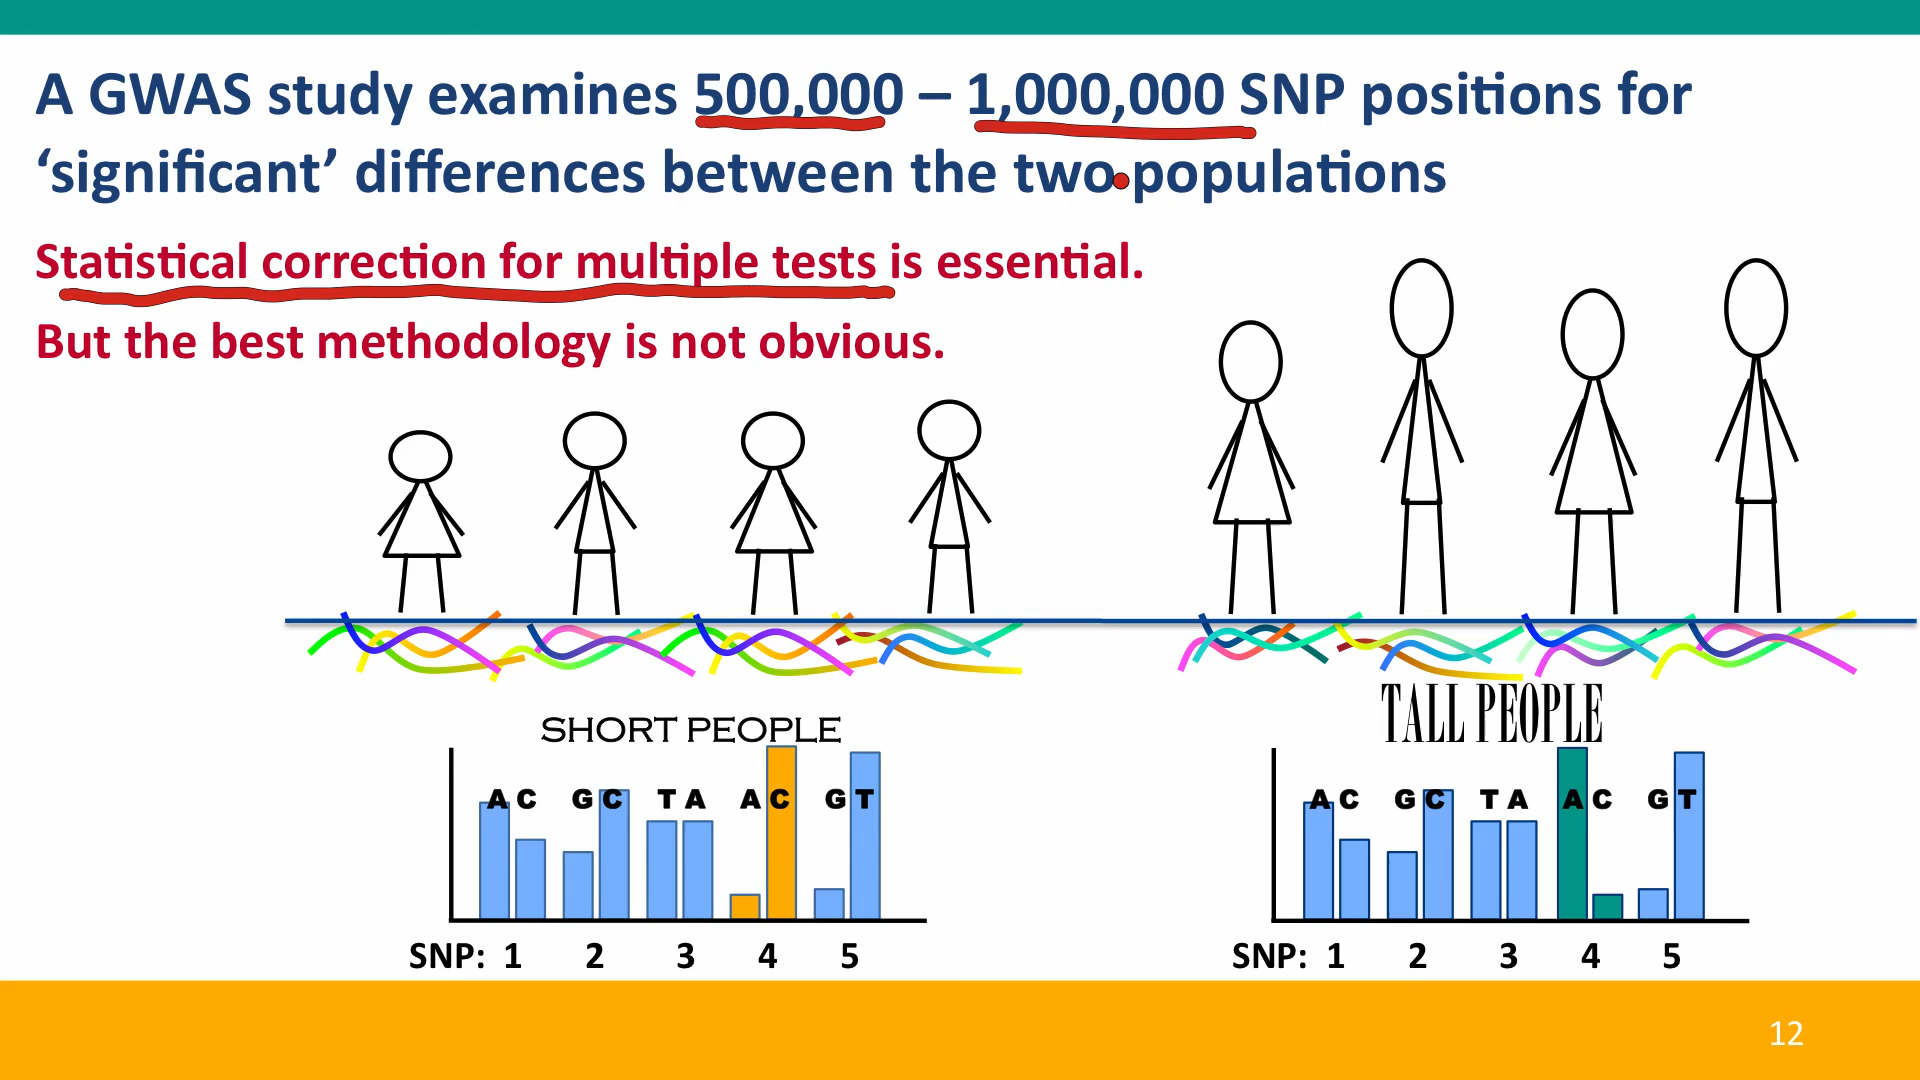 A GWAS study examines 500,000 – 1,000,000 SNP positions for
‘significant’ differences between the two populations
Statistical correction for multiple tests is essential.
But the best methodology is not obvious.
SHORT PEOPLE
A C G C T A A C G T
SNP: 1 2 3 4 5
TALL PEOPLE
A C G C T A A C G T
SNP: 1 2 3 4 5
12